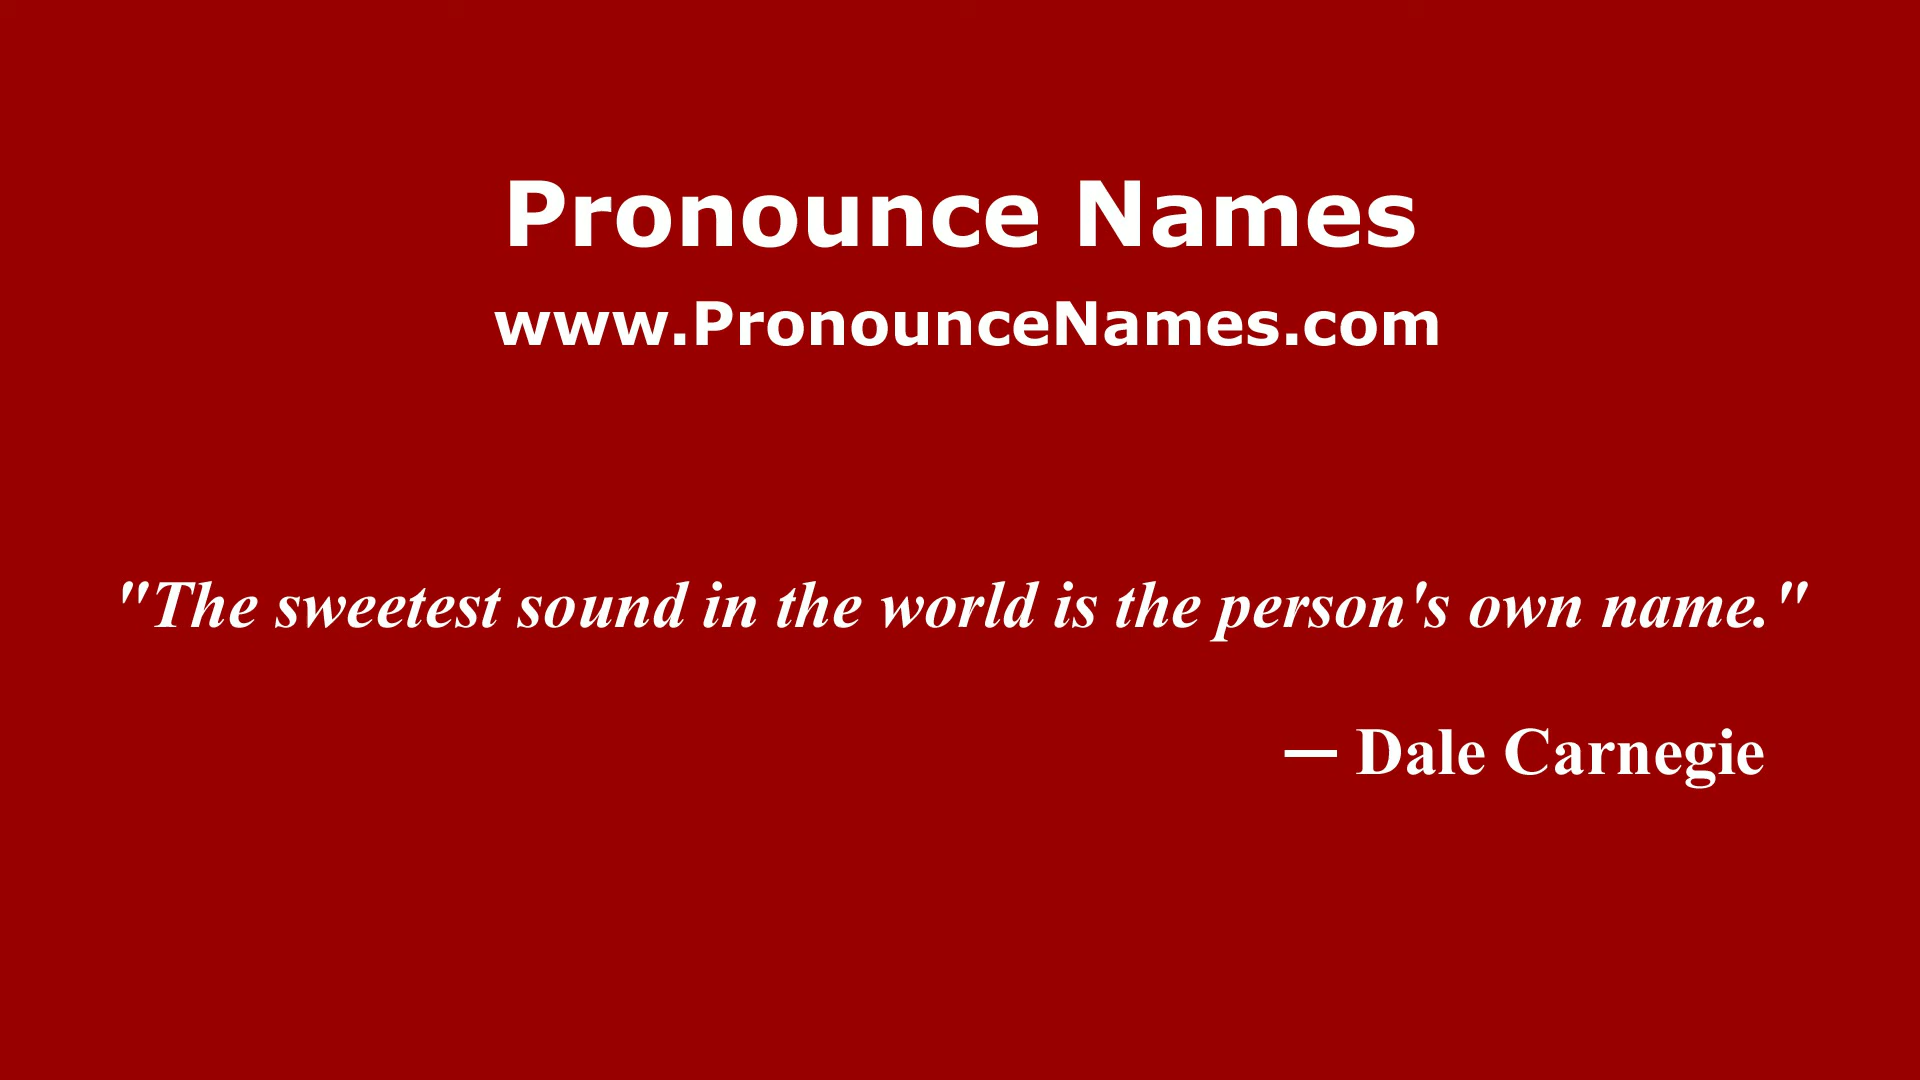 Pronounce Names
www.PronounceNames.com
"The sweetest sound in the world is the person's own name."
— Dale Carnegie